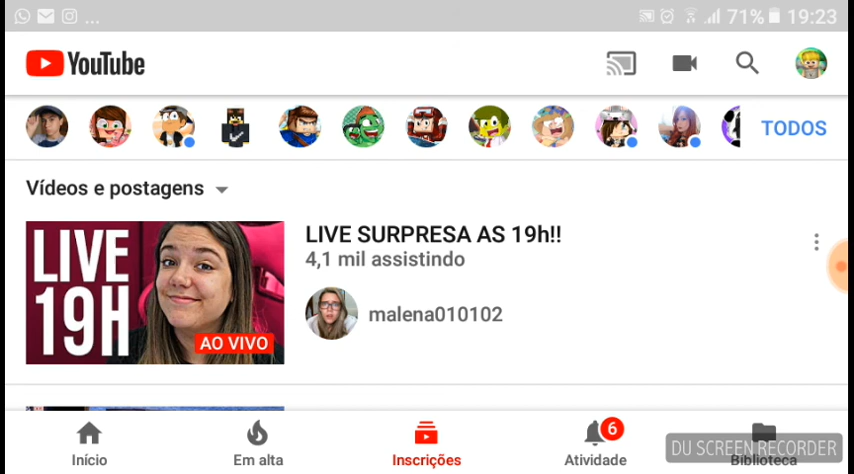 ... 71% 19:23
YouTube
TODOS
Vídeos e postagens
LIVE
19H
AO VIVO
LIVE SURPRESA AS 19h!!
4,1 mil assistindo
malena010102
Início
Em alta
Inscrições
6
Atividade
Biblioteca
DU SCREEN RECORDER